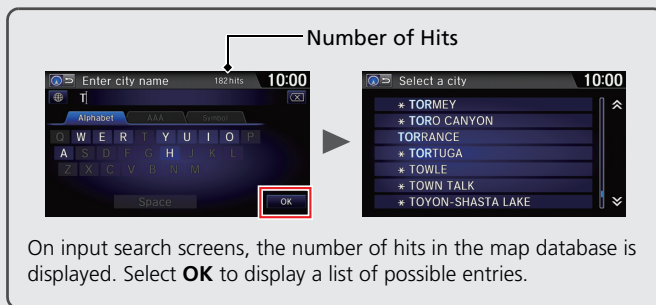 Number of Hits
Enter city name 182 hits 10:00
T
Alphabet AAA Symbol
Q W E R T Y U I O P
A S D F G H J K L
Z X C V B N M
Space OK
Select a city 10:00
* TORMEY
* TORO CANYON
TORRANCE
* TORTUGA
* TOWLE
* TOWN TALK
* TOYON-SHASTA LAKE
On input search screens, the number of hits in the map database is
displayed. Select OK to display a list of possible entries.